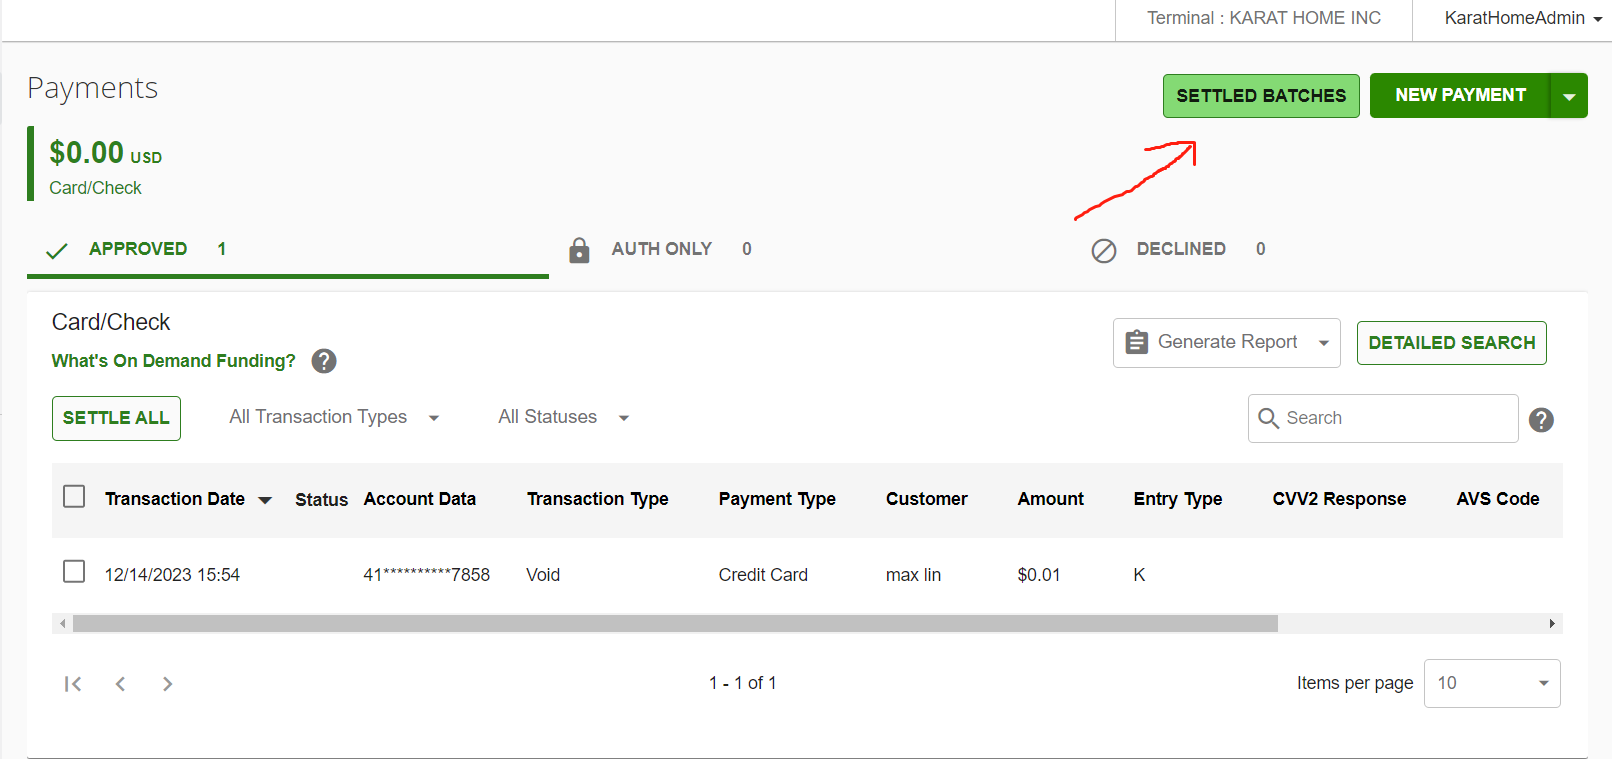 Terminal : KARAT HOME INC KaratHomeAdmin
Payments
SETTLED BATCHES NEW PAYMENT
$0.00 USD
Card/Check
APPROVED 1 AUTH ONLY 0 DECLINED 0
Card/Check
Generate Report DETAILED SEARCH
What's On Demand Funding? ?
SETTLE ALL All Transaction Types All Statuses Search ?
Transaction Date Status Account Data Transaction Type Payment Type Customer Amount Entry Type CVV2 Response AVS Code
12/14/2023 15:54 41**********7858 Void Credit Card max lin $0.01 K
1 - 1 of 1 Items per page 10